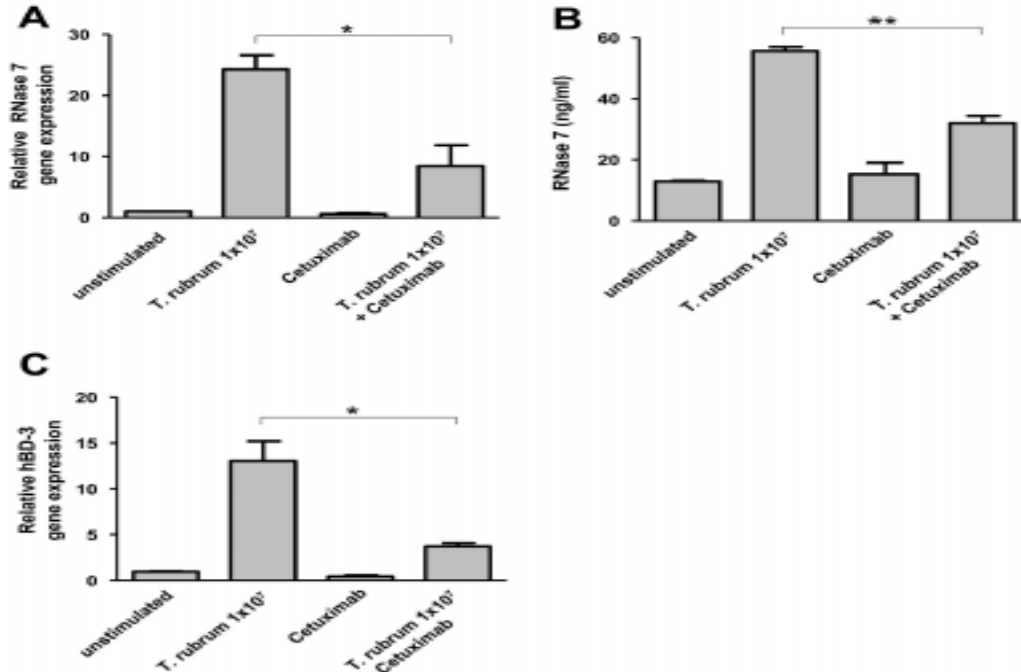 A
Relative RNase 7
gene expression
30
20
10
0
*
unstimulated
T. rubrum 1x10⁷
Cetuximab
T. rubrum 1x10⁷
+ Cetuximab
B
RNase 7 (ng/ml)
60
40
20
0
**
unstimulated
T. rubrum 1x10⁷
Cetuximab
T. rubrum 1x10⁷
+ Cetuximab
C
Relative hBD-3
gene expression
20
15
10
5
0
*
unstimulated
T. rubrum 1x10⁷
Cetuximab
T. rubrum 1x10⁷
Cetuximab